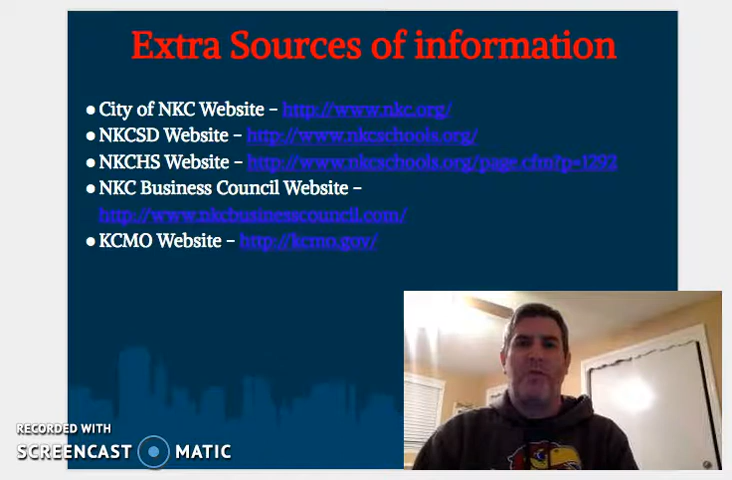 Extra Sources of information
●City of NKC Website – http://www.nkc.org/
●NKCSD Website – http://www.nkcschools.org/
●NKCHS Website – http://www.nkcschools.org/page.cfm?p=1292
●NKC Business Council Website –
http://www.nkcbusinesscouncil.com/
●KCMO Website – http://kcmo.gov/
RECORDED WITH
SCREENCAST MATIC